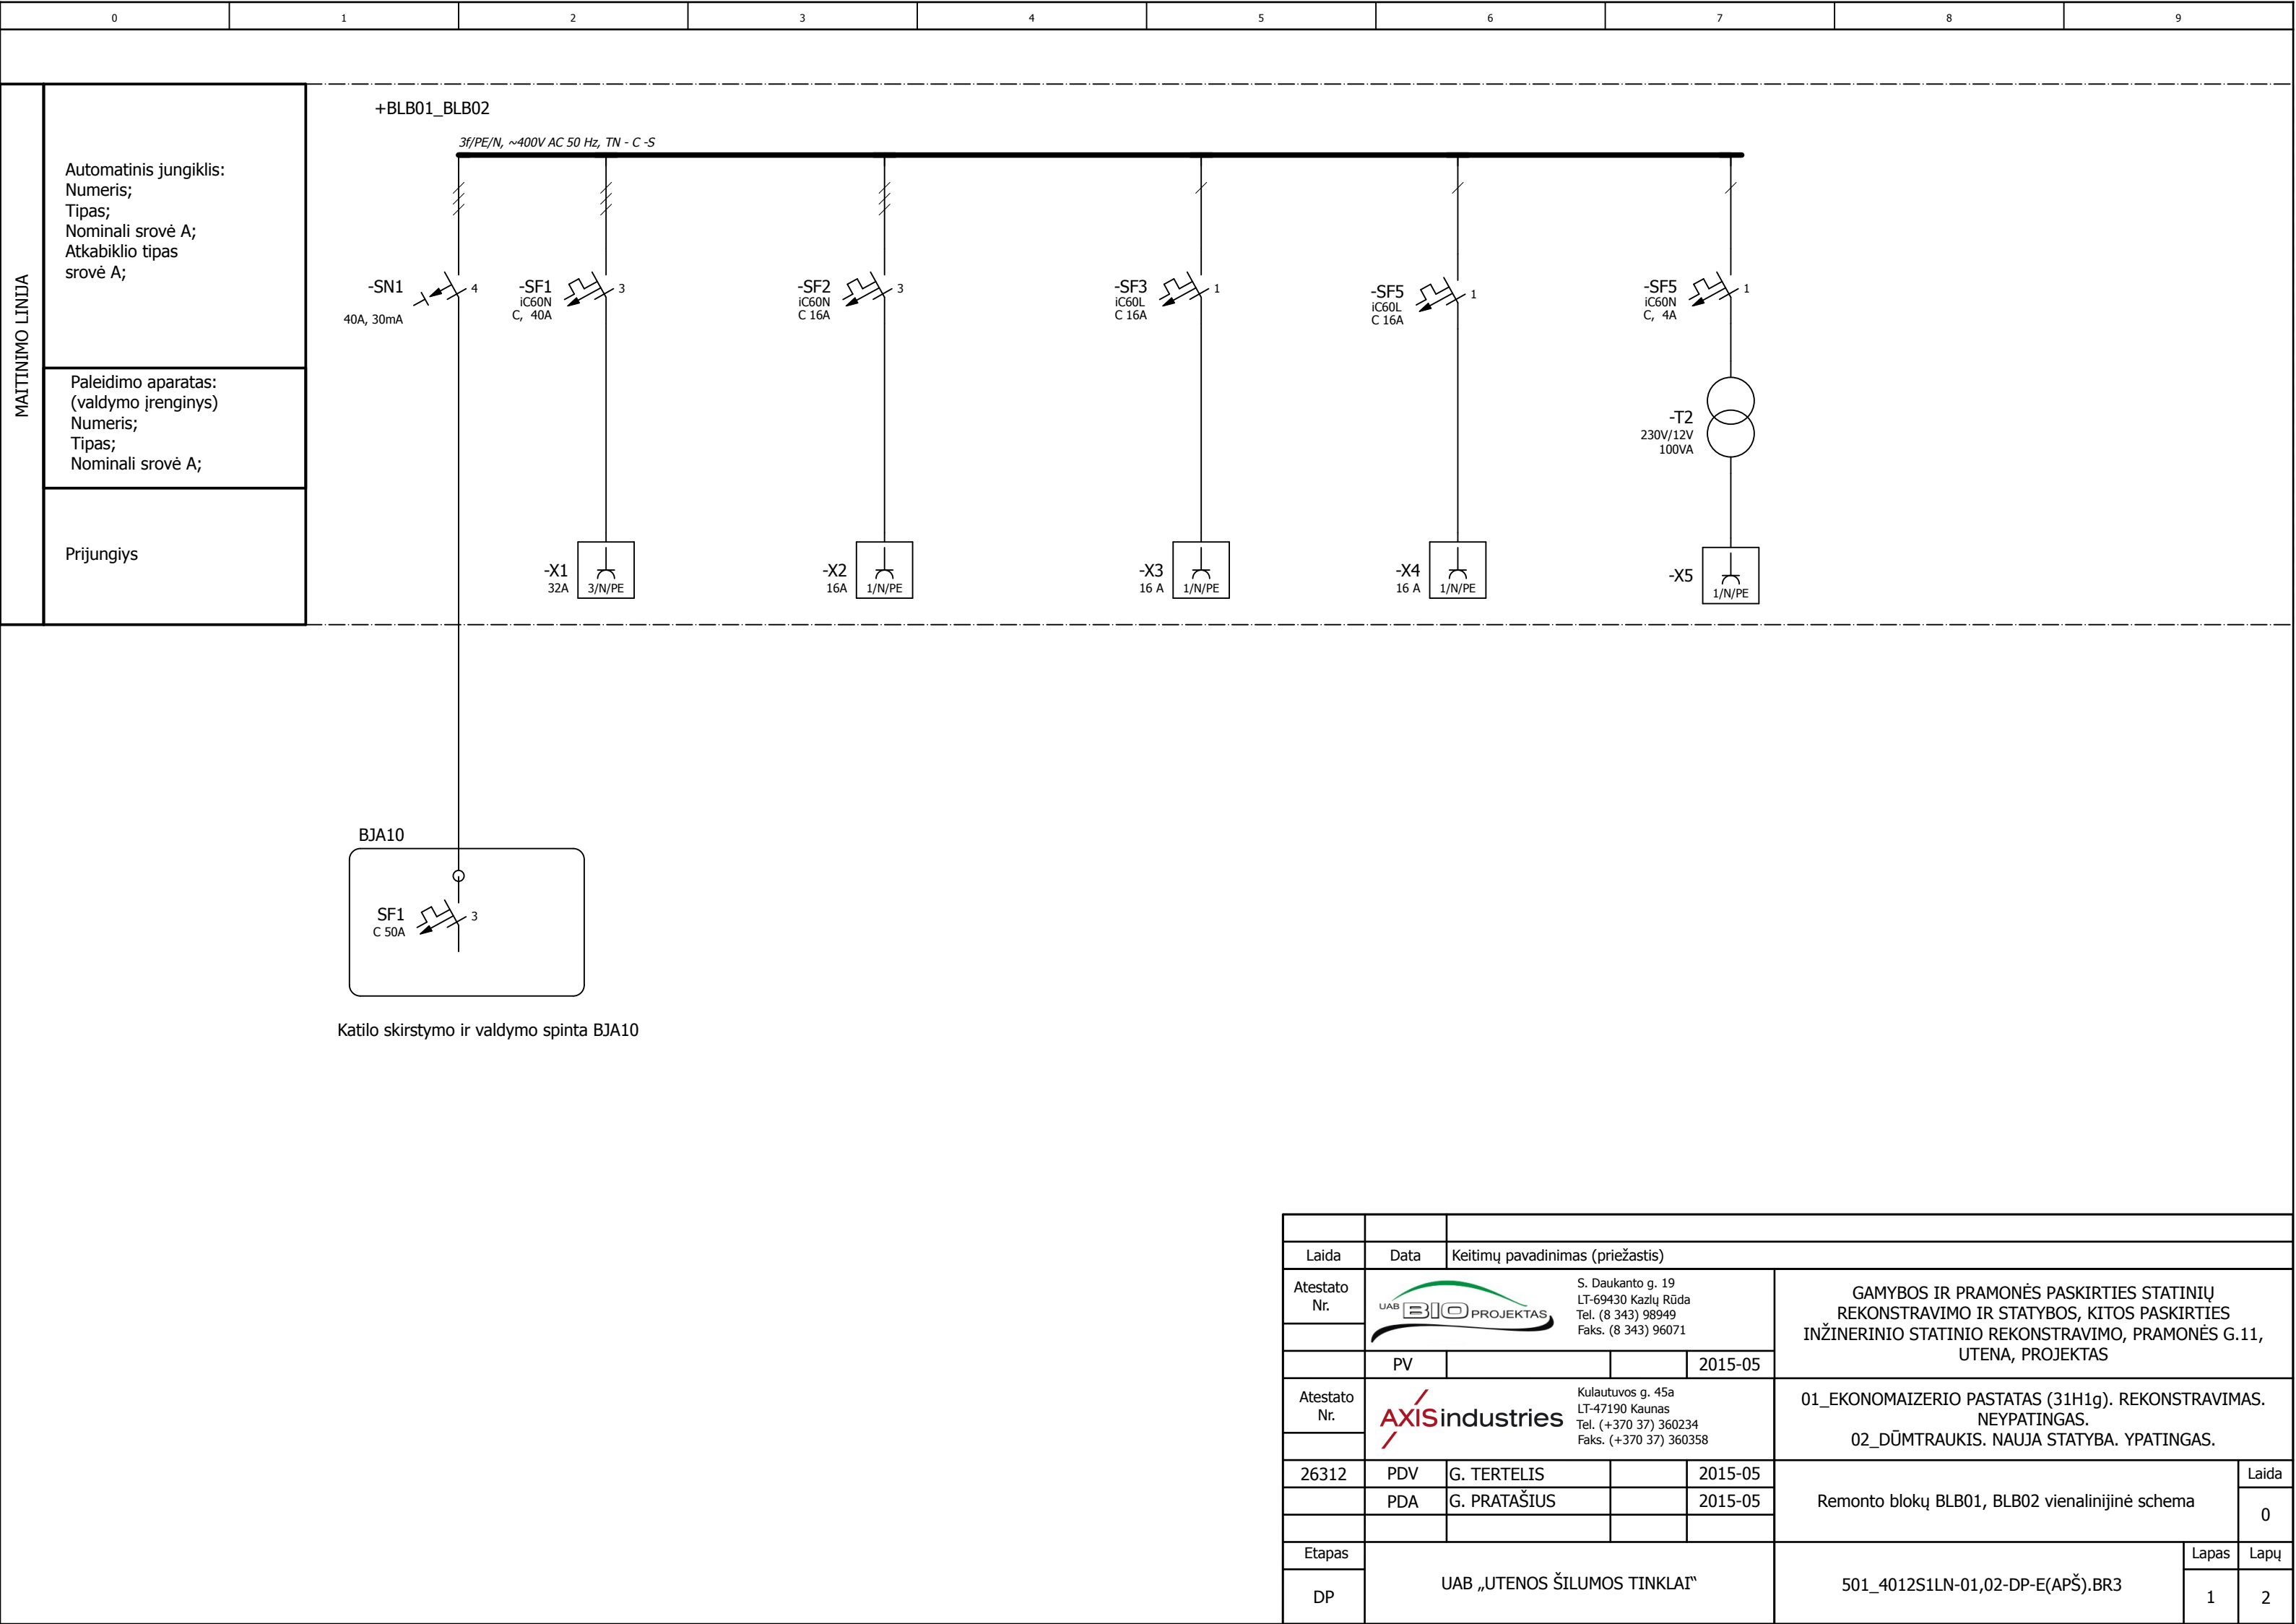 0 1 2 3 4 5 6 7 8 9
MAITINIMO LINIJA
Automatinis jungiklis:
Numeris;
Tipas;
Nominali srovė A;
Atkabiklio tipas
srovė A;
Paleidimo aparatas:
(valdymo įrenginys)
Numeris;
Tipas;
Nominali srovė A;
Prijungiys
+BLB01_BLB02
3f/PE/N, ~400V AC 50 Hz, TN - C -S
-SN1
4
40A, 30mA
-SF1
iC60N
C, 40A
3
-SF2
iC60N
C 16A
3
-SF3
iC60L
C 16A
1
-SF5
iC60L
C 16A
1
-SF5
iC60N
C, 4A
1
-T2
230V/12V
100VA
-X1
32A
3/N/PE
-X2
16A
1/N/PE
-X3
16 A
1/N/PE
-X4
16 A
1/N/PE
-X5
1/N/PE
BJA10
SF1
C 50A
3
Katilo skirstymo ir valdymo spinta BJA10
Laida
Data
Keitimų pavadinimas (priežastis)
Atestato
Nr.
UAB BIO PROJEKTAS
S. Daukanto g. 19
LT-69430 Kazlų Rūda
Tel. (8 343) 98949
Faks. (8 343) 96071
GAMYBOS IR PRAMONĖS PASKIRTIES STATINIŲ
REKONSTRAVIMO IR STATYBOS, KITOS PASKIRTIES
INŽINERINIO STATINIO REKONSTRAVIMO, PRAMONĖS G.11,
UTENA, PROJEKTAS
PV
2015-05
Atestato
Nr.
AXISindustries
Kulautuvos g. 45a
LT-47190 Kaunas
Tel. (+370 37) 360234
Faks. (+370 37) 360358
01_EKONOMAIZERIO PASTATAS (31H1g). REKONSTRAVIMAS.
NEYPATINGAS.
02_DŪMTRAUKIS. NAUJA STATYBA. YPATINGAS.
26312
PDV
G. TERTELIS
2015-05
PDA
G. PRATAŠIUS
2015-05
Remonto blokų BLB01, BLB02 vienalinijinė schema
Laida
0
Etapas
DP
UAB „UTENOS ŠILUMOS TINKLAI“
501_4012S1LN-01,02-DP-E(APŠ).BR3
Lapas
1
Lapų
2